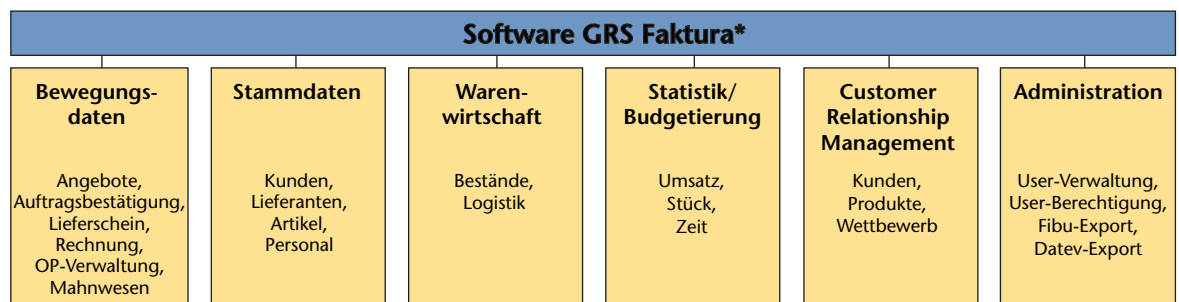 Software GRS Faktura*
Bewegungs-
daten
Angebote,
Auftragsbestätigung,
Lieferschein,
Rechnung,
OP-Verwaltung,
Mahnwesen
Stammdaten
Kunden,
Lieferanten,
Artikel,
Personal
Waren-
wirtschaft
Bestände,
Logistik
Statistik/
Budgetierung
Umsatz,
Stück,
Zeit
Customer
Relationship
Management
Kunden,
Produkte,
Wettbewerb
Administration
User-Verwaltung,
User-Berechtigung,
Fibu-Export,
Datev-Export